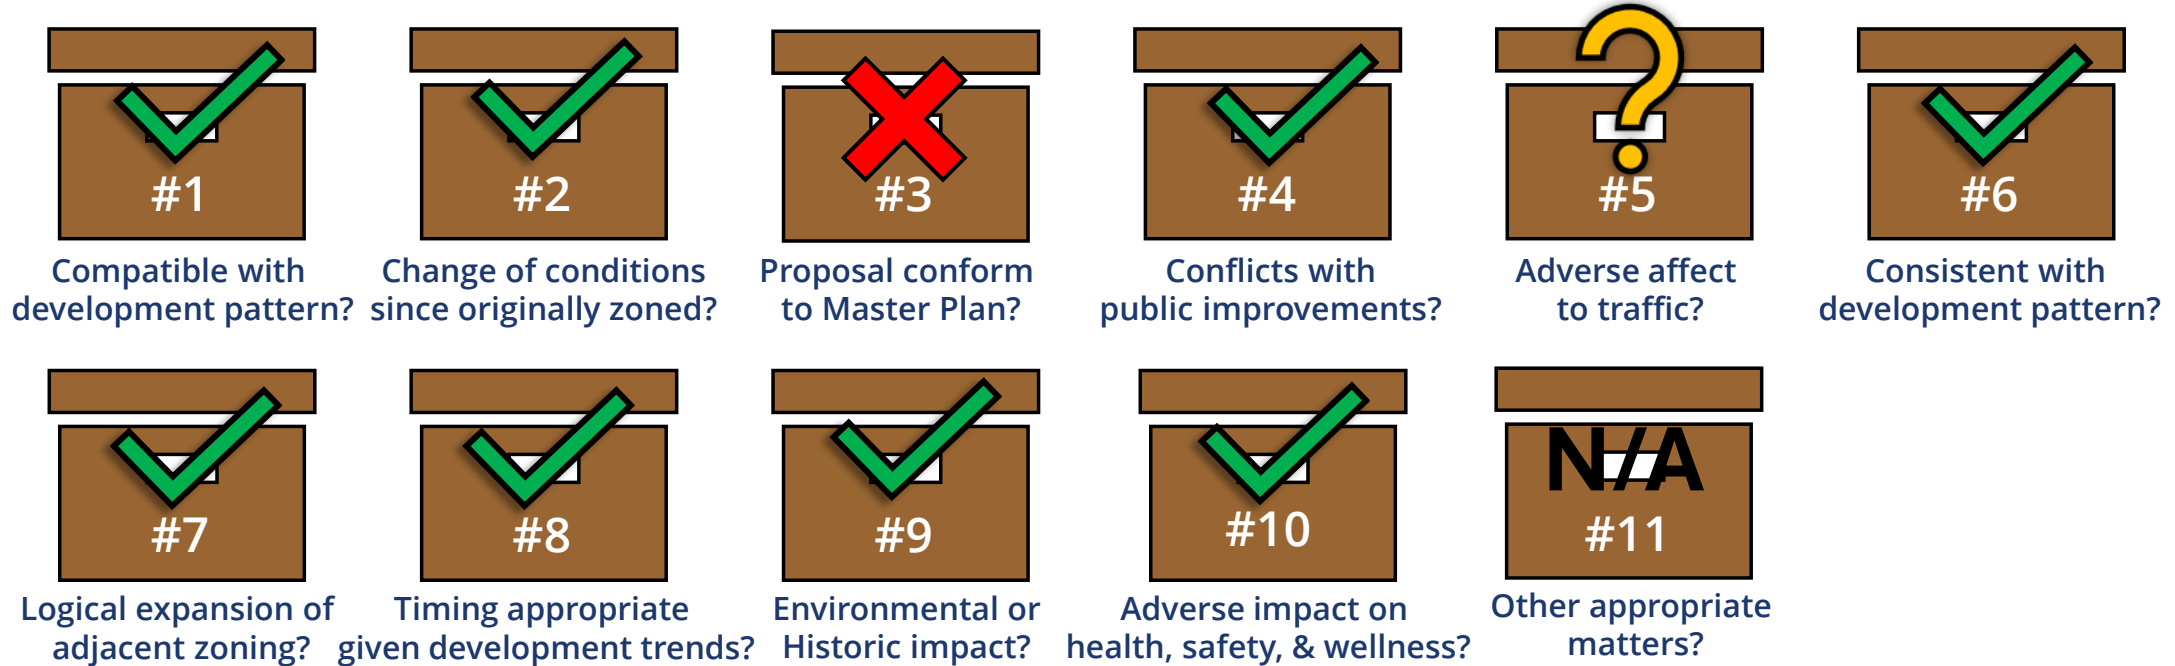 #1
#2
#3
#4
#5
#6
Compatible with
development pattern?
Change of conditions
since originally zoned?
Proposal conform
to Master Plan?
Conflicts with
public improvements?
Adverse affect
to traffic?
Consistent with
development pattern?
N/A
#7
#8
#9
#10
#11
Logical expansion of
adjacent zoning?
Timing appropriate
given development trends?
Environmental or
Historic impact?
Adverse impact on
health, safety, & wellness?
Other appropriate
matters?